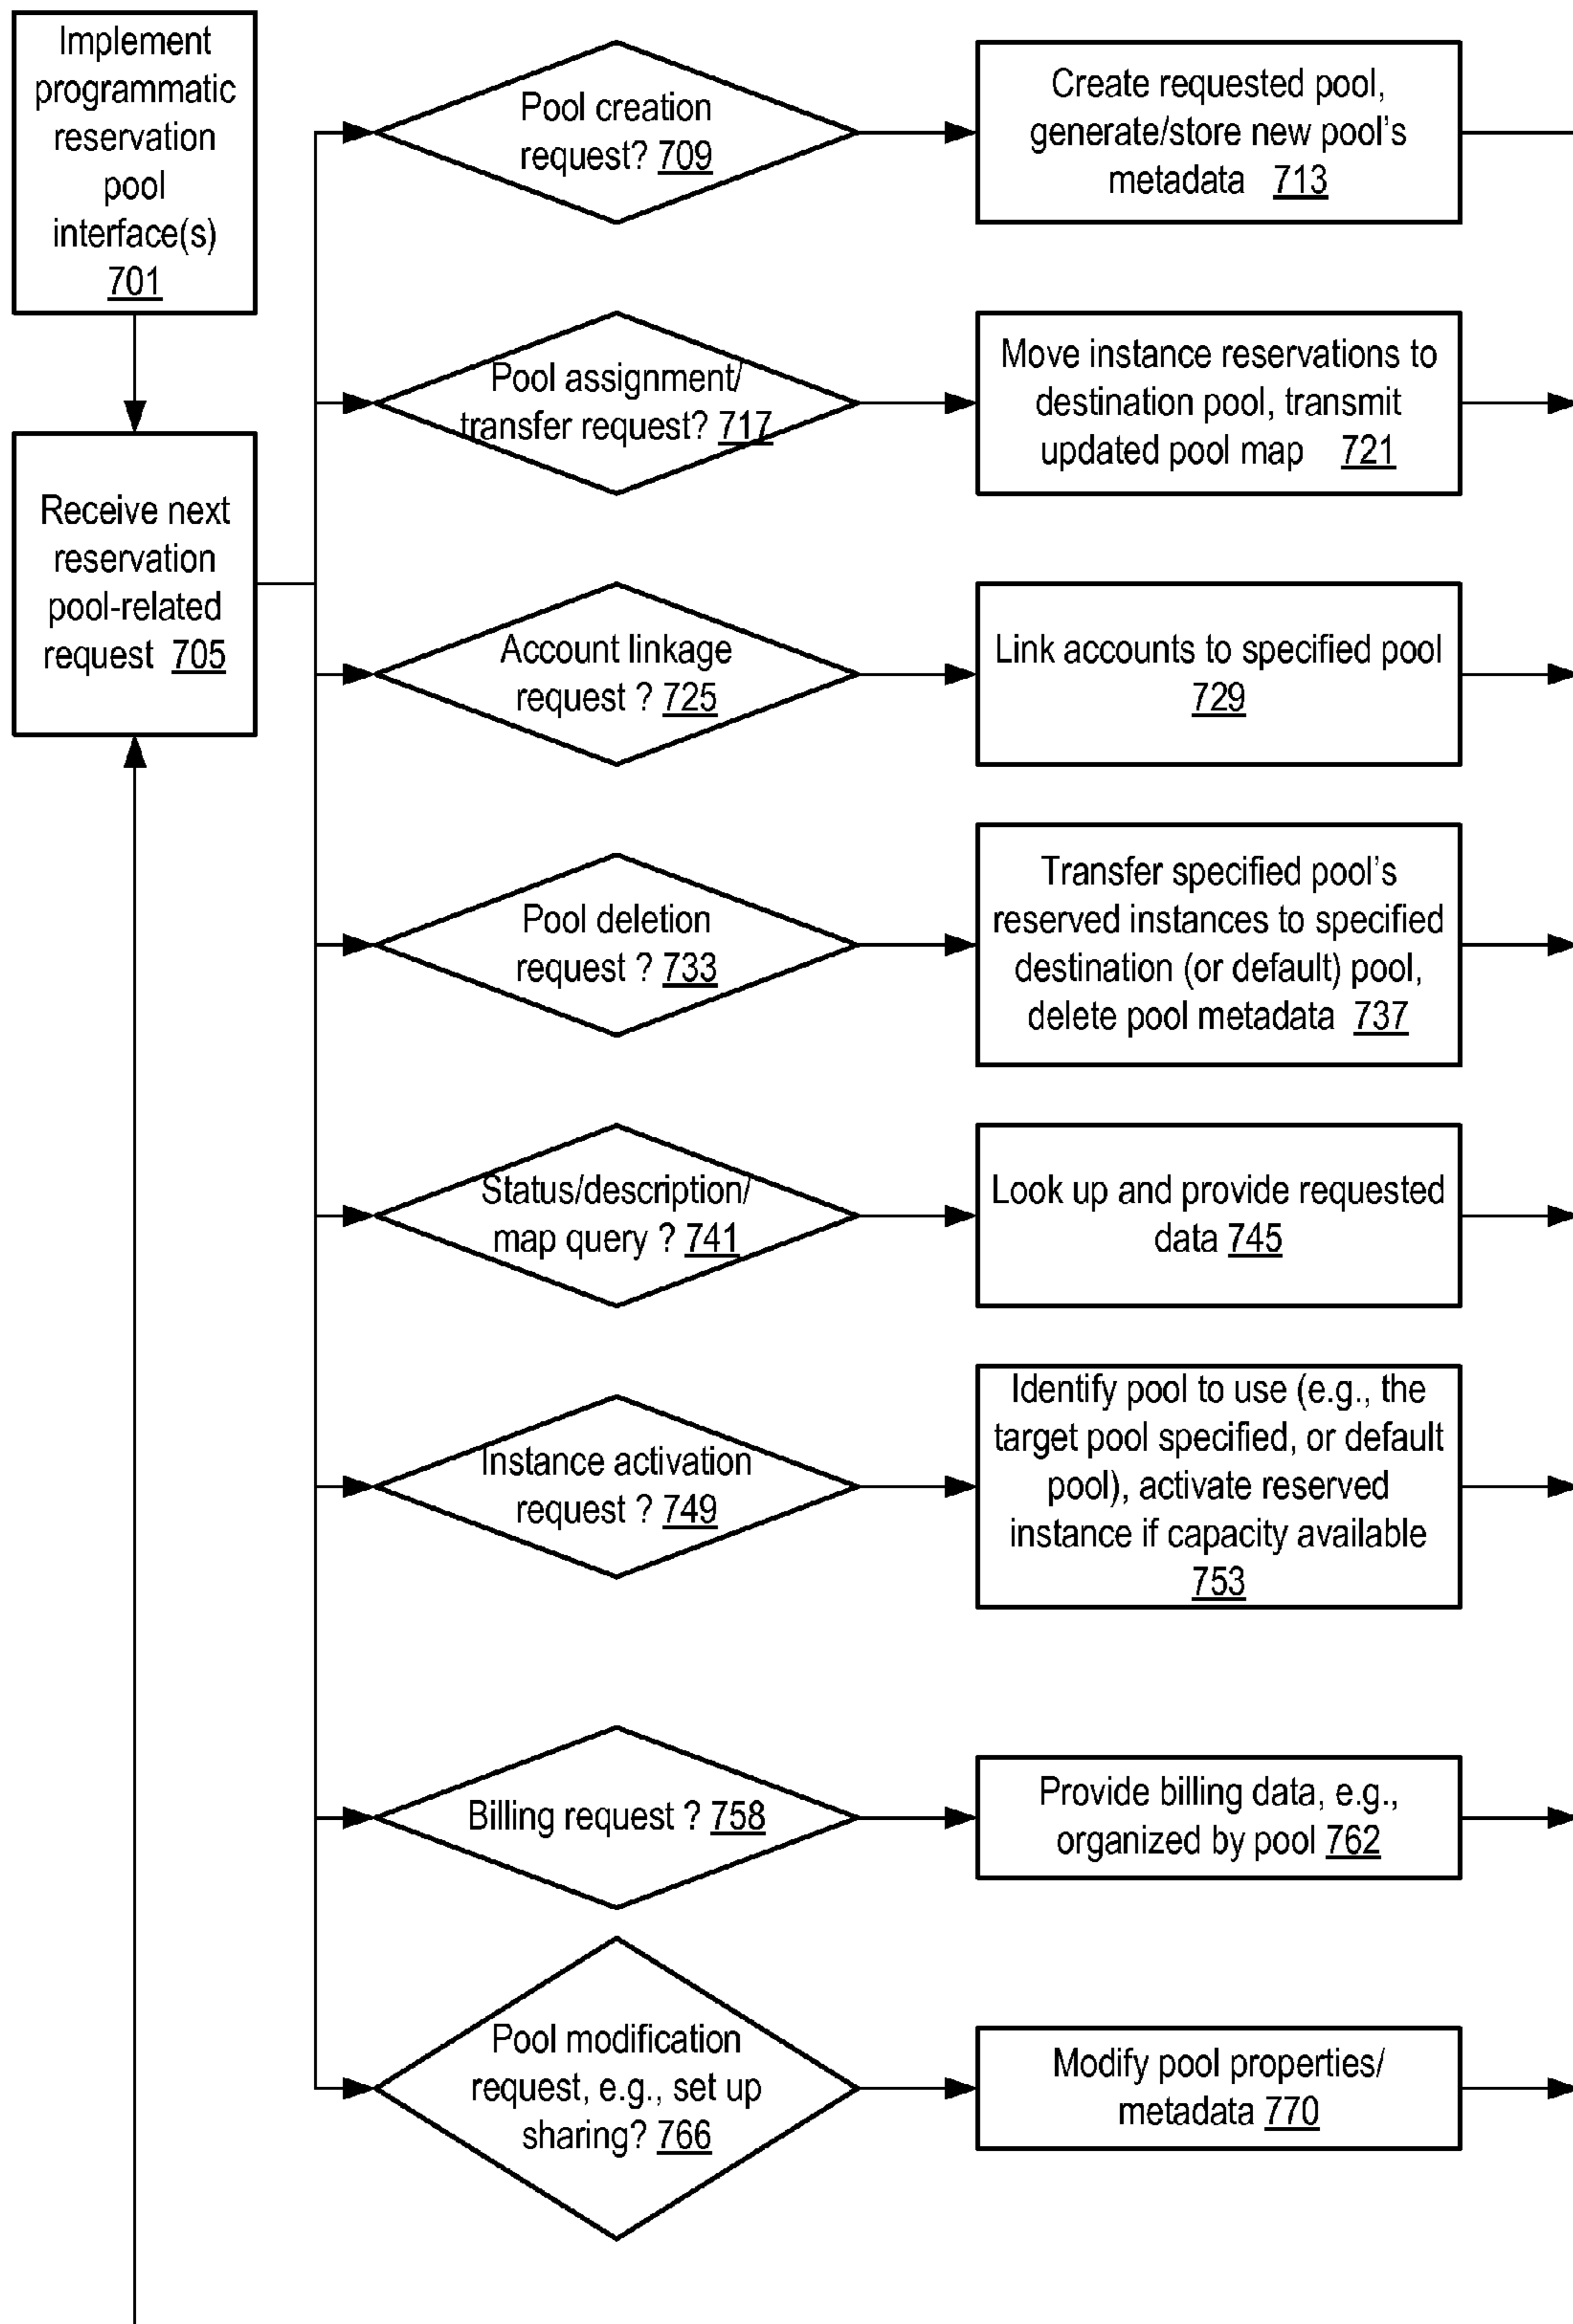 Implement
programmatic
reservation
pool
interface(s)
701
Receive next
reservation
pool-related
request 705
Pool creation
request? 709
Create requested pool,
generate/store new pool's
metadata 713
Pool assignment/
transfer request? 717
Move instance reservations to
destination pool, transmit
updated pool map 721
Account linkage
request ? 725
Link accounts to specified pool
729
Pool deletion
request ? 733
Transfer specified pool's
reserved instances to specified
destination (or default) pool,
delete pool metadata 737
Status/description/
map query ? 741
Look up and provide requested
data 745
Instance activation
request ? 749
Identify pool to use (e.g., the
target pool specified, or default
pool), activate reserved
instance if capacity available
753
Billing request ? 758
Provide billing data, e.g.,
organized by pool 762
Pool modification
request, e.g., set up
sharing? 766
Modify pool properties/
metadata 770